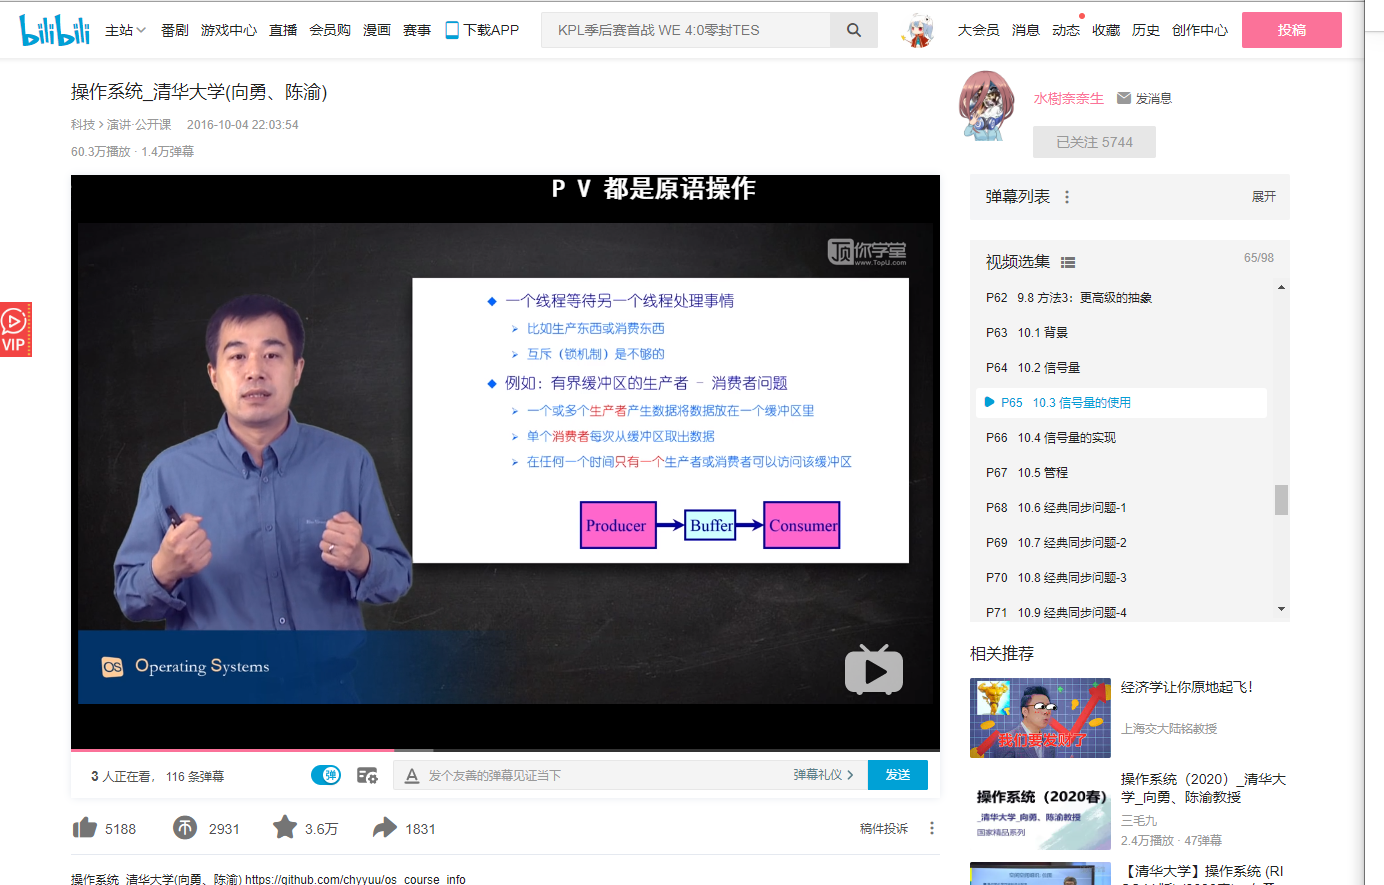 bilibili 主站 番剧 游戏中心 直播 会员购 漫画 赛事 下载APP KPL季后赛首战 WE 4:0零封TES 大会员 消息 动态 收藏 历史 创作中心 投稿
操作系统_清华大学(向勇、陈渝)
科技 > 演讲·公开课 2016-10-04 22:03:54
60.3万播放 · 1.4万弹幕
水樹奈奈生 发消息
已关注 5744
P V 都是原语操作
顶你学堂
www.TopU.com
一个线程等待另一个线程处理事情
比如生产东西或消费东西
互斥（锁机制）是不够的
例如：有界缓冲区的生产者 － 消费者问题
一个或多个生产者产生数据将数据放在一个缓冲区里
单个消费者每次从缓冲区取出数据
在任何一个时间只有一个生产者或消费者可以访问该缓冲区
Producer Buffer Consumer
OS Operating Systems
VIP
3 人正在看， 116 条弹幕 弹 发个友善的弹幕见证当下 弹幕礼仪 > 发送
5188 2931 3.6万 1831 稿件投诉
操作系统_清华大学(向勇、陈渝) https://github.com/chyyuu/os_course_info
弹幕列表 展开
视频选集 65/98
P62 9.8 方法3：更高级的抽象
P63 10.1 背景
P64 10.2 信号量
P65 10.3 信号量的使用
P66 10.4 信号量的实现
P67 10.5 管程
P68 10.6 经典同步问题-1
P69 10.7 经典同步问题-2
P70 10.8 经典同步问题-3
P71 10.9 经典同步问题-4
相关推荐
我们要发财了
经济学让你原地起飞！
上海交大陆铭教授
操作系统（2020春）
_清华大学_向勇、陈渝教授
国家精品系列
操作系统（2020）_清华大
学_向勇、陈渝教授
三毛九
2.4万播放 · 47弹幕
【清华大学】操作系统 (RI